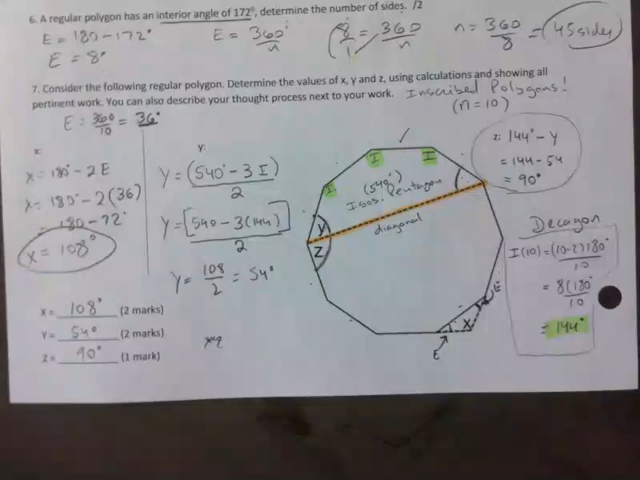 6. A regular polygon has an interior angle of 172°, determine the number of sides. /2
E = 180 - 172°
E = 8°
E = 360°/n
8/1 = 360/n
n = 360/8 = 45 sides
7. Consider the following regular polygon. Determine the values of x, y and z, using calculations and showing all
pertinent work. You can also describe your thought process next to your work.
Inscribed Polygons!
(n=10)
E = 360/10 = 36°
x:
x = 180° - 2E
x = 180° - 2(36)
= 180 - 72°
x = 108°
y:
Y = (540° - 3I)/2
Y = [540 - 3(144)]/2
Y = 108/2 = 54°
z: 144° - Y
= 144 - 54
= 90°
I
I
I
(540°)
Isos. Pentagon
diagonal
Y
Z
E
X
E
Decagon
I(10) = (10-2)180°/10
= 8(180°)/10
= 144°
X = 108° (2 marks)
Y = 54° (2 marks)
Z = 90° (1 mark)